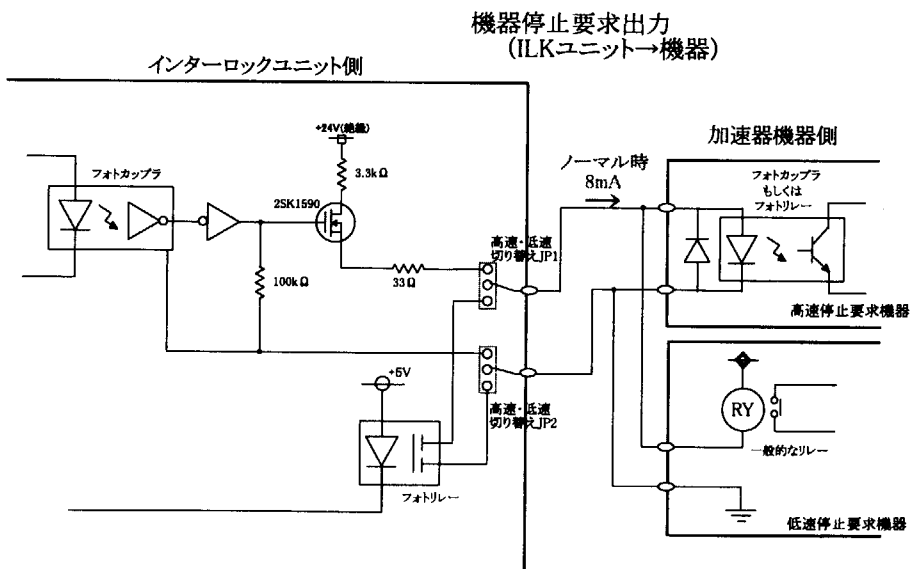 機器停止要求出力
(ILKユニット→機器)
インターロックユニット側
加速器機器側
+24V(絶縁)
3.3kΩ
フォトカップラ
2SK1590
100kΩ
33Ω
高速・低速
切り替えJP1
ノーマル時
8mA
フォトカップラ
もしくは
フォトリレー
高速停止要求機器
+5V
高速・低速
切り替えJP2
フォトリレー
RY
一般的なリレー
低速停止要求機器